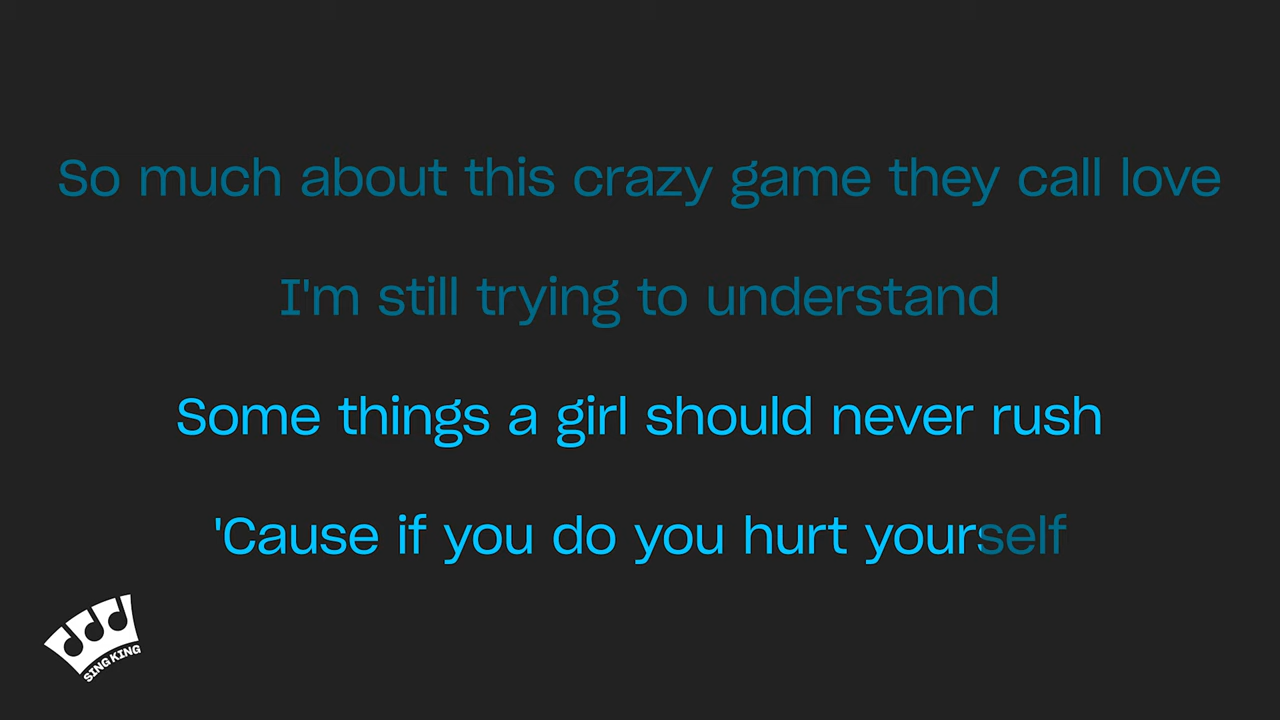 So much about this crazy game they call love
I'm still trying to understand
Some things a girl should never rush
'Cause if you do you hurt yourself
SING KING